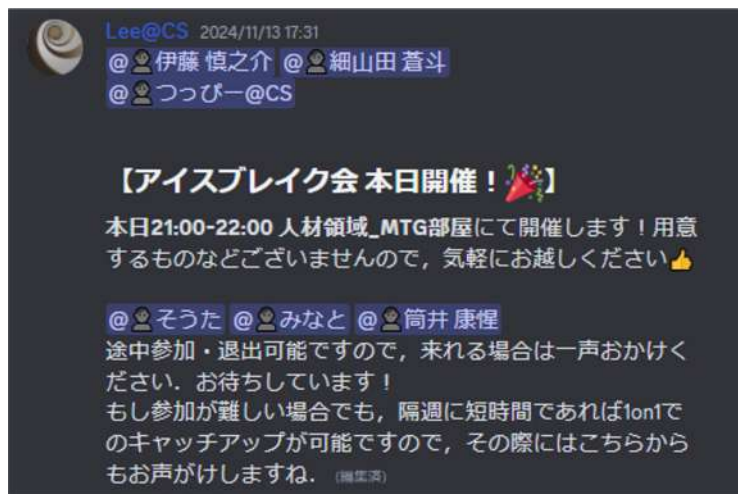 Lee@CS 2024/11/13 17:31
@👤伊藤 慎之介 @👤細山田 蒼斗
@👤つっぴー@CS
【アイスブレイク会 本日開催！🎉】
本日21:00-22:00 人材領域_MTG部屋にて開催します！用意
するものなどございませんので，気軽にお越しください👍
@👤そうた @👤みなと @👤筒井 康惺
途中参加・退出可能ですので，来れる場合は一声おかけく
ださい．お待ちしています！
もし参加が難しい場合でも，隔週に短時間であれば1on1で
のキャッチアップが可能ですので，その際にはこちらから
もお声がけしますね．(編集済)